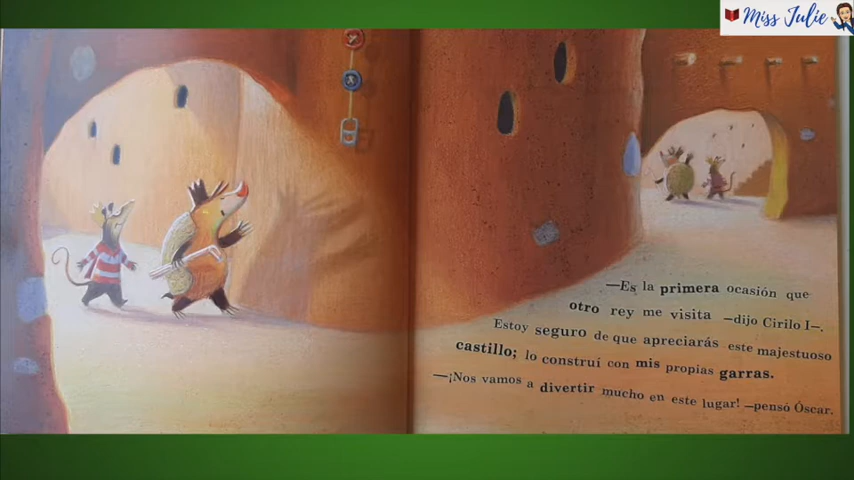 Miss Julie
—Es la primera ocasión que
otro rey me visita —dijo Cirilo I—.
Estoy seguro de que apreciarás este majestuoso
castillo; lo construí con mis propias garras.
—¡Nos vamos a divertir mucho en este lugar! —pensó Óscar.